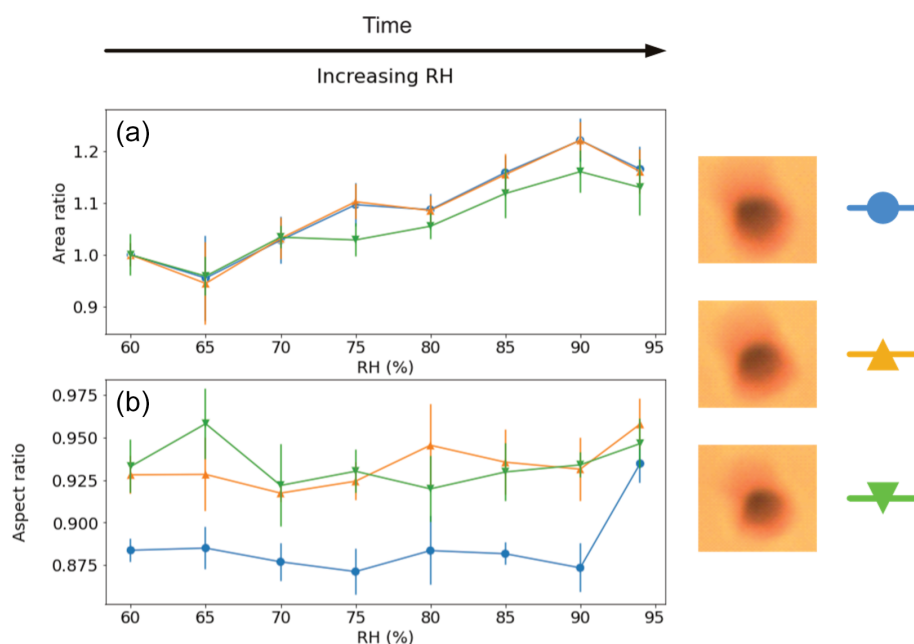 Time
Increasing RH
(a)
Area ratio
1.2
1.1
1.0
0.9
60 65 70 75 80 85 90 95
RH (%)
(b)
Aspect ratio
0.975
0.950
0.925
0.900
0.875
60 65 70 75 80 85 90 95
RH (%)